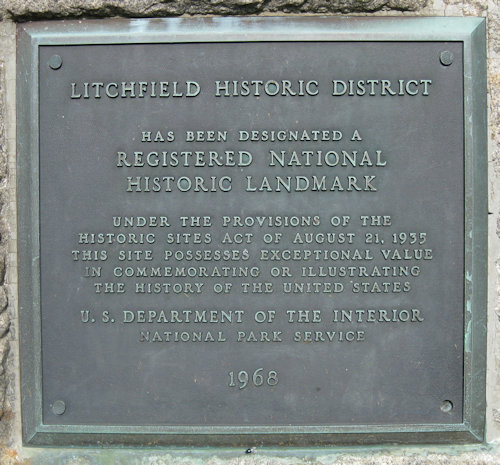 LITCHFIELD HISTORIC DISTRICT
HAS BEEN DESIGNATED A
REGISTERED NATIONAL
HISTORIC LANDMARK
UNDER THE PROVISIONS OF THE
HISTORIC SITES ACT OF AUGUST 21, 1935
THIS SITE POSSESSES EXCEPTIONAL VALUE
IN COMMEMORATING OR ILLUSTRATING
THE HISTORY OF THE UNITED STATES
U. S. DEPARTMENT OF THE INTERIOR
NATIONAL PARK SERVICE
1968